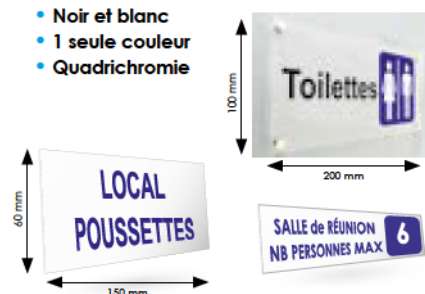 • Noir et blanc
• 1 seule couleur
• Quadrichromie
100 mm
Toilettes
200 mm
60 mm
LOCAL
POUSSETTES
150 mm
SALLE de RÉUNION
NB PERSONNES MAX
6